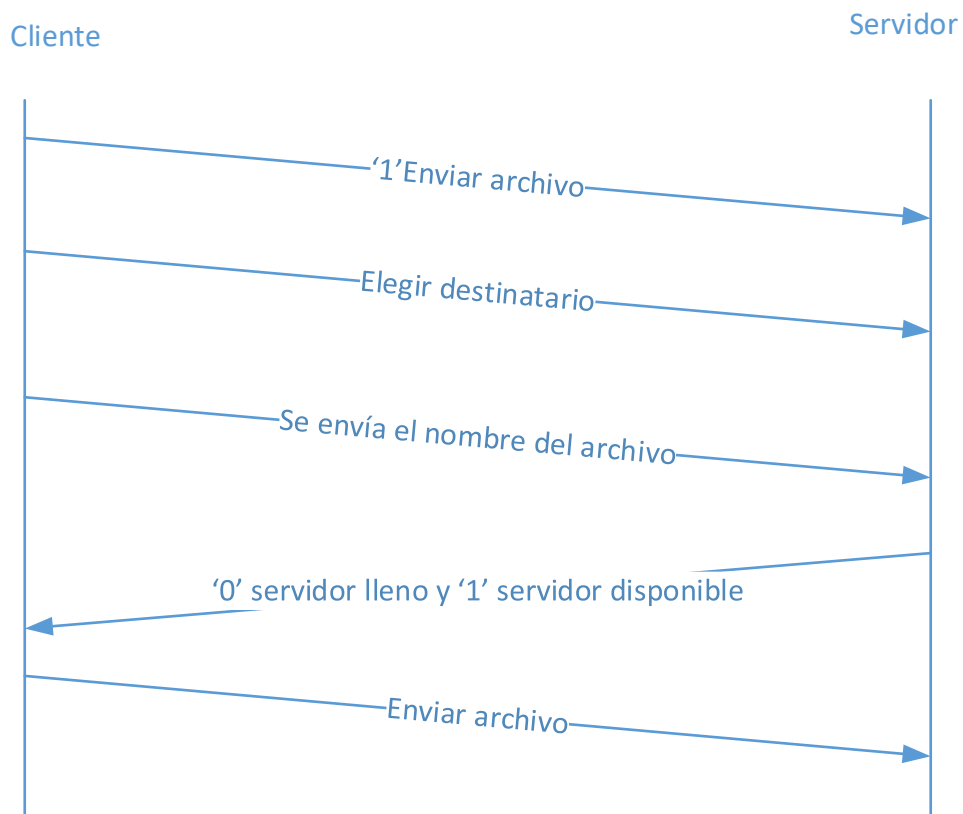 Cliente
Servidor
‘1’Enviar archivo
Elegir destinatario
Se envía el nombre del archivo
‘0’ servidor lleno y ‘1’ servidor disponible
Enviar archivo